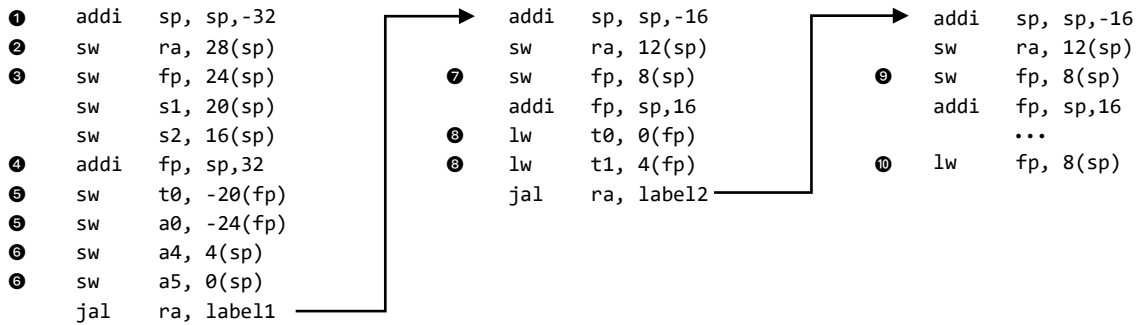 ❶ addi sp, sp,-32
❷ sw ra, 28(sp)
❸ sw fp, 24(sp)
sw s1, 20(sp)
sw s2, 16(sp)
❹ addi fp, sp,32
❺ sw t0, -20(fp)
❺ sw a0, -24(fp)
❻ sw a4, 4(sp)
❻ sw a5, 0(sp)
jal ra, label1
addi sp, sp,-16
sw ra, 12(sp)
❼ sw fp, 8(sp)
addi fp, sp,16
❽ lw t0, 0(fp)
❽ lw t1, 4(fp)
jal ra, label2
addi sp, sp,-16
sw ra, 12(sp)
❾ sw fp, 8(sp)
addi fp, sp,16
...
❿ lw fp, 8(sp)